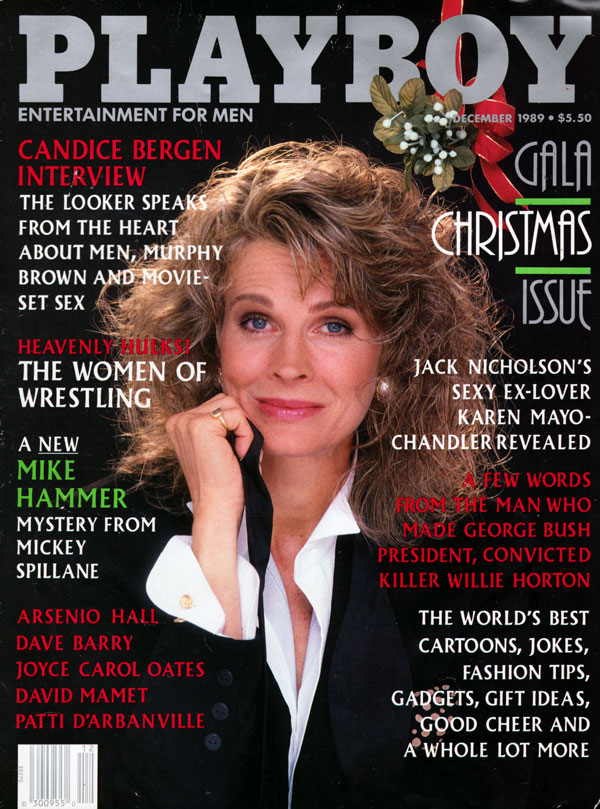 PLAYBOY
ENTERTAINMENT FOR MEN
DECEMBER 1989 • $5.50
CANDICE BERGEN
INTERVIEW
THE LOOKER SPEAKS
FROM THE HEART
ABOUT MEN, MURPHY
BROWN AND MOVIE-
SET SEX
GALA
CHRISTMAS
ISSUE
HEAVENLY HULKS!
THE WOMEN OF
WRESTLING
JACK NICHOLSON'S
SEXY EX-LOVER
KAREN MAYO-
CHANDLER REVEALED
A NEW
MIKE
HAMMER
MYSTERY FROM
MICKEY
SPILLANE
A FEW WORDS
FROM THE MAN WHO
MADE GEORGE BUSH
PRESIDENT, CONVICTED
KILLER WILLIE HORTON
ARSENIO HALL
DAVE BARRY
JOYCE CAROL OATES
DAVID MAMET
PATTI D'ARBANVILLE
THE WORLD'S BEST
CARTOONS, JOKES,
FASHION TIPS,
GADGETS, GIFT IDEAS,
GOOD CHEER AND
A WHOLE LOT MORE
12
0 300955 0